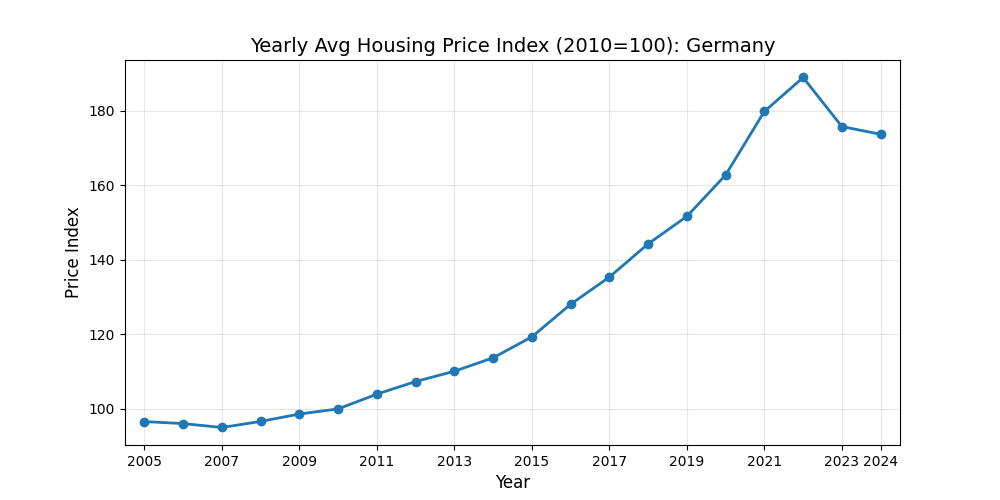 Yearly Avg Housing Price Index (2010=100): Germany
Price Index
180
160
140
120
100
2005 2007 2009 2011 2013 2015 2017 2019 2021 2023 2024
Year